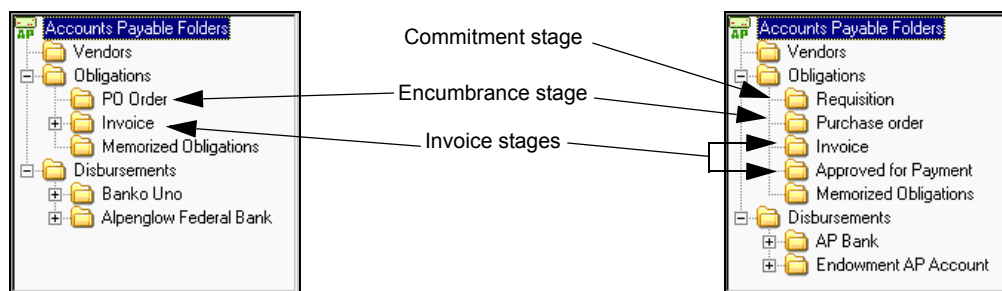 AP Accounts Payable Folders
Vendors
Obligations
PO Order
Invoice
Memorized Obligations
Disbursements
Banko Uno
Alpenglow Federal Bank
Commitment stage
Encumbrance stage
Invoice stages
AP Accounts Payable Folders
Vendors
Obligations
Requisition
Purchase order
Invoice
Approved for Payment
Memorized Obligations
Disbursements
AP Bank
Endowment AP Account